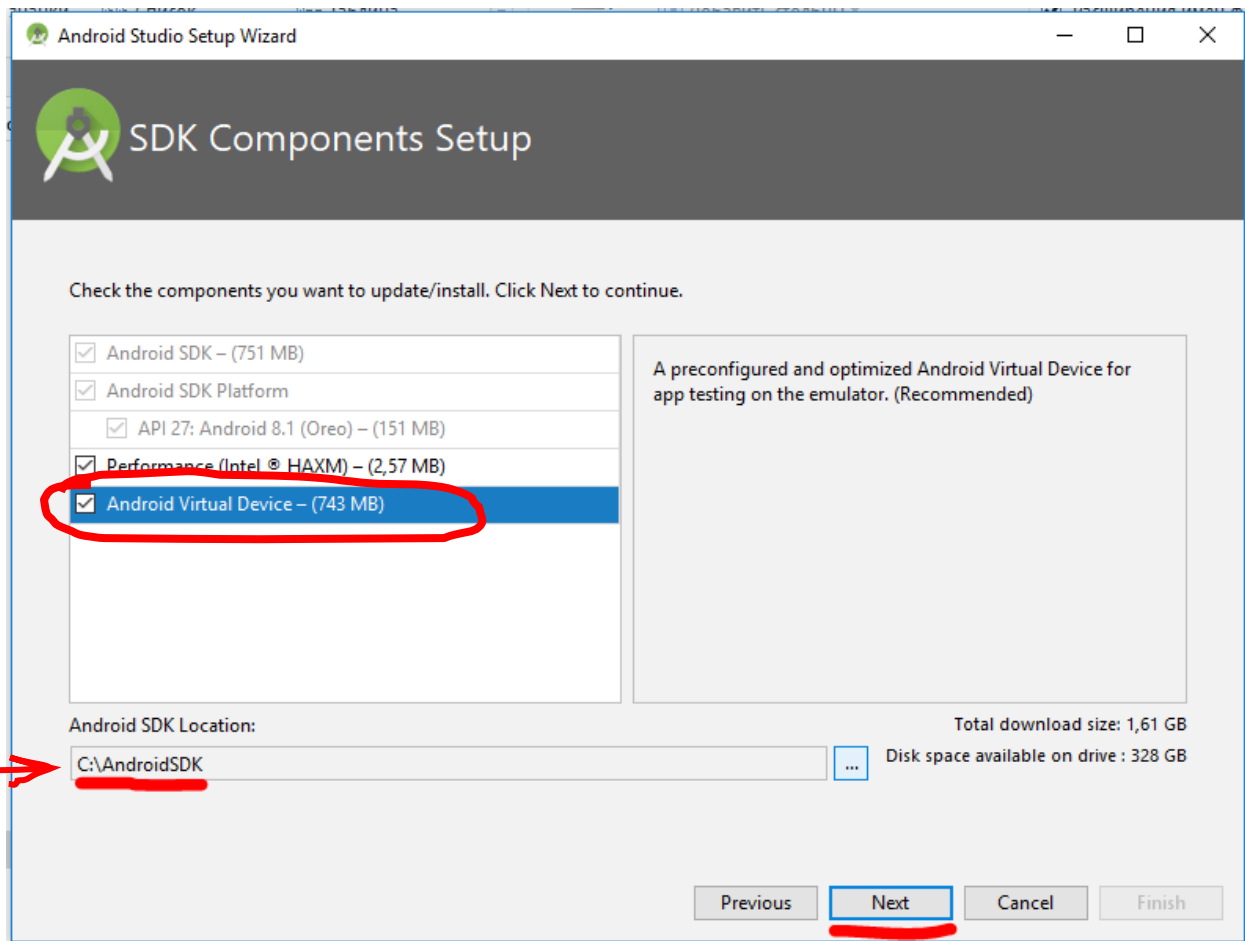 Android Studio Setup Wizard
SDK Components Setup
Check the components you want to update/install. Click Next to continue.
Android SDK – (751 MB)
Android SDK Platform
API 27: Android 8.1 (Oreo) – (151 MB)
Performance (Intel ® HAXM) – (2,57 MB)
Android Virtual Device – (743 MB)
A preconfigured and optimized Android Virtual Device for
app testing on the emulator. (Recommended)
Android SDK Location:
Total download size: 1,61 GB
C:\AndroidSDK
...
Disk space available on drive : 328 GB
Previous
Next
Cancel
Finish